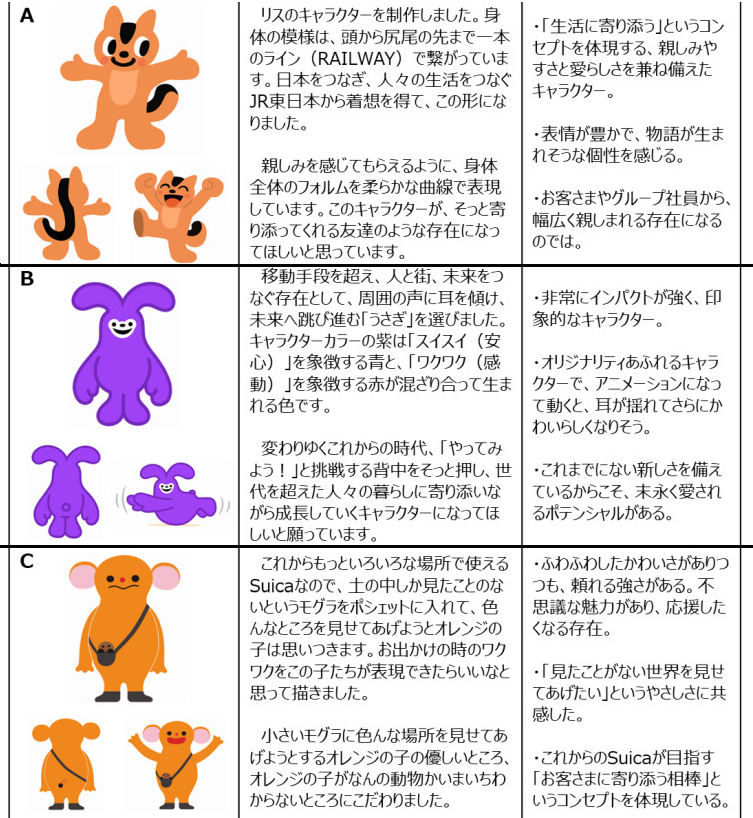 A
リスのキャラクターを制作しました。身
体の模様は、頭から尻尾の先まで一本
のライン（RAILWAY）で繋がっていま
す。日本をつなぎ、人々の生活をつなぐ
JR東日本から着想を得て、この形にな
りました。
親しみを感じてもらえるように、身体
全体のフォルムを柔らかな曲線で表現
しています。このキャラクターが、そっと寄
り添ってくれる友達のような存在になっ
てほしいと思っています。
・「生活に寄り添う」というコン
セプトを体現する、親しみや
すさと愛らしさを兼ね備えた
キャラクター。
・表情が豊かで、物語が生ま
れそうな個性を感じる。
・お客さまやグループ社員から、
幅広く親しまれる存在になる
のでは。
B
移動手段を超え、人と街、未来をつ
なぐ存在として、周囲の声に耳を傾け、
未来へ跳び進む「うさぎ」を選びました。
キャラクターカラーの紫は「スイスイ（安
心）」を象徴する青と、「ワクワク（感
動）」を象徴する赤が混ざり合って生ま
れる色です。
変わりゆくこれからの時代、「やってみ
よう！」と挑戦する背中をそっと押し、世
代を超えた人々の暮らしに寄り添いな
がら成長していくキャラクターになってほ
しいと願っています。
・非常にインパクトが強く、印
象的なキャラクター。
・オリジナリティあふれるキャラ
クターで、アニメーションになっ
て動くと、耳が揺れてさらにか
わいらしくなりそう。
・これまでにない新しさを備え
ているからこそ、末永く愛され
るポテンシャルがある。
C
これからもっといろいろな場所で使える
Suicaなので、土の中しか見たことのな
いというモグラをポシェットに入れて、色
んなところを見せてあげようとオレンジの
子は思いつきます。お出かけの時のワク
ワクをこの子たちが表現できたらいいなと
思って描きました。
小さいモグラに色んな場所を見せてあ
げようとするオレンジの子の優しいところ、
オレンジの子がなんの動物かいまいちわ
からないところにこだわりました。
・ふわふわしたかわいさがありつ
つも、頼れる強さがある。不
思議な魅力があり、応援した
くなる存在。
・「見たことがない世界を見せ
てあげたい」というやさしさに共
感した。
・これからのSuicaが目指す
「お客さまに寄り添う相棒」と
いうコンセプトを体現している。